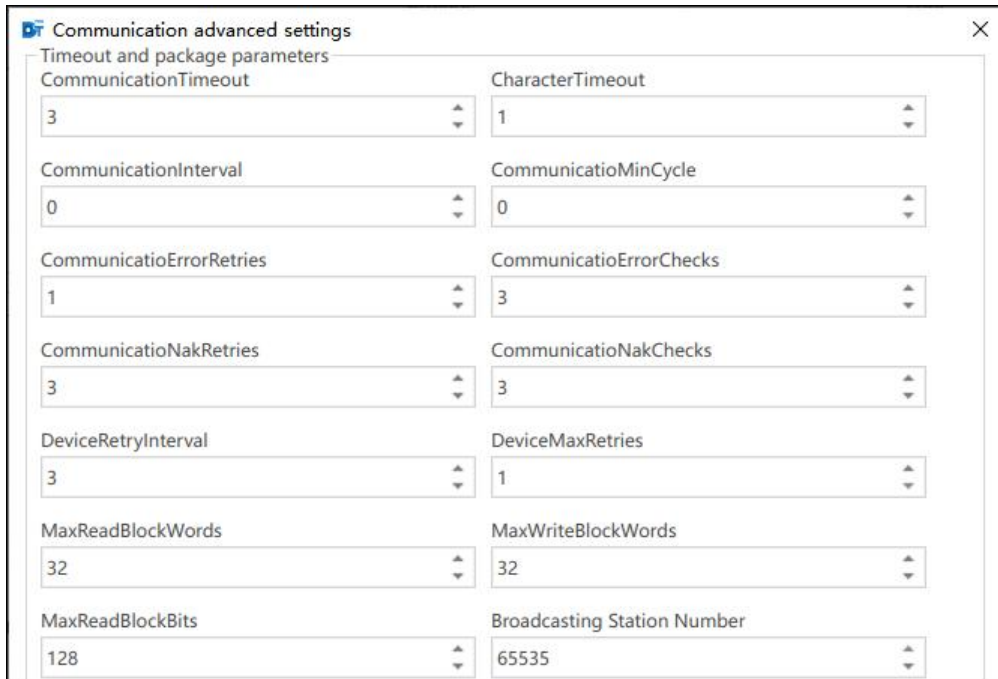 DT Communication advanced settings
Timeout and package parameters
CommunicationTimeout CharacterTimeout
3 1
CommunicationInterval CommunicatioMinCycle
0 0
CommunicatioErrorRetries CommunicatioErrorChecks
1 3
CommunicatioNakRetries CommunicatioNakChecks
3 3
DeviceRetryInterval DeviceMaxRetries
3 1
MaxReadBlockWords MaxWriteBlockWords
32 32
MaxReadBlockBits Broadcasting Station Number
128 65535